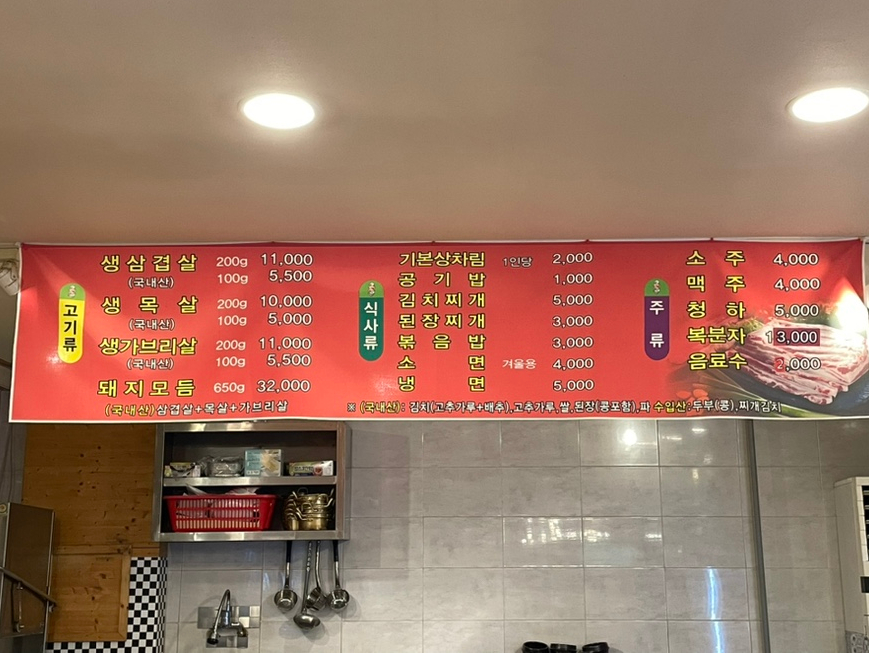 고기류
생삼겹살 200g 11,000
(국내산) 100g 5,500
생 목 살 200g 10,000
(국내산) 100g 5,000
생가브리살 200g 11,000
(국내산) 100g 5,500
돼지모듬 650g 32,000
(국내산)삼겹살+목살+가브리살
식사류
기본상차림 1인당 2,000
공 기 밥 1,000
김치찌개 5,000
된장찌개 3,000
볶 음 밥 3,000
소 면 겨울용 4,000
냉 면 5,000
※ (국내산) : 김치(고추가루+배추),고추가루,쌀,된장(콩포함),파 수입산:두부(콩),찌개김치
주류
소 주 4,000
맥 주 4,000
청 하 5,000
복분자 13,000
음료수 2,000